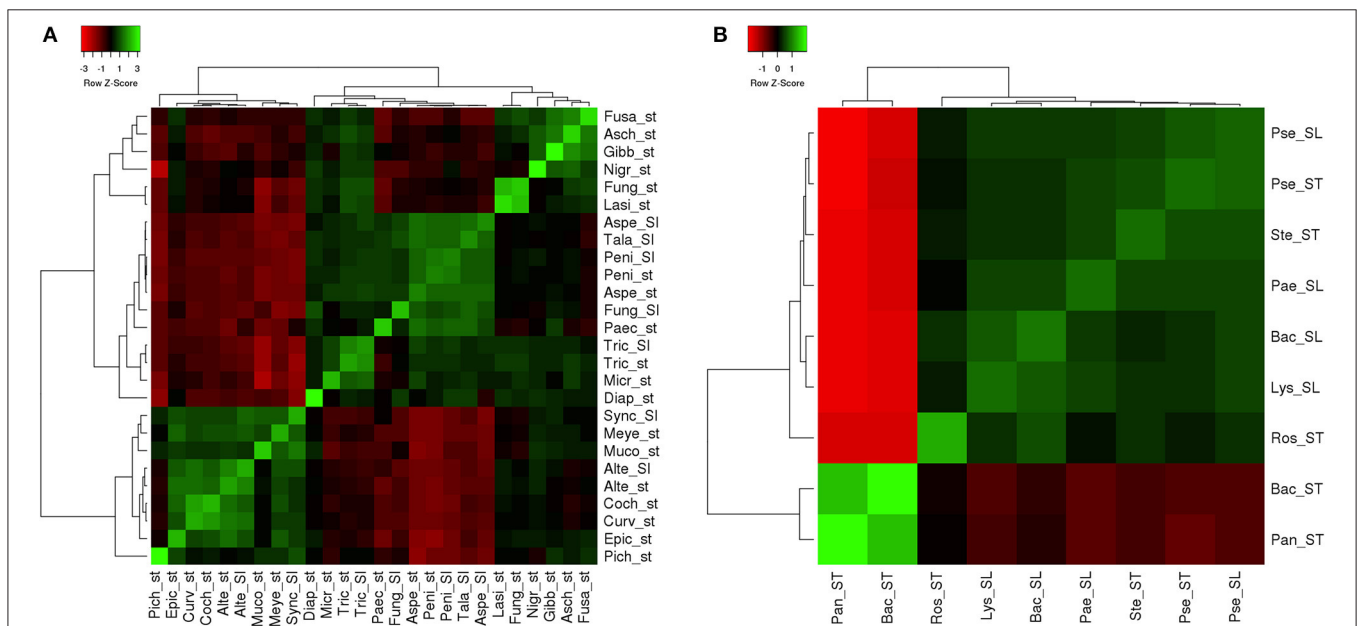 A
-3 -1 1 3
Row Z-Score
Fusa_st
Asch_st
Gibb_st
Nigr_st
Fung_st
Lasi_st
Aspe_Sl
Tala_Sl
Peni_Sl
Peni_st
Aspe_st
Fung_Sl
Paec_st
Tric_Sl
Tric_st
Micr_st
Diap_st
Sync_Sl
Meye_st
Muco_st
Alte_Sl
Alte_st
Coch_st
Curv_st
Epic_st
Pich_st
Pich_st
Epic_st
Curv_st
Coch_st
Alte_st
Alte_Sl
Muco_st
Meye_st
Sync_Sl
Diap_st
Micr_st
Tric_st
Tric_Sl
Paec_st
Fung_Sl
Aspe_st
Peni_st
Peni_Sl
Tala_Sl
Aspe_Sl
Lasi_st
Fung_st
Nigr_st
Gibb_st
Asch_st
Fusa_st
B
-1 0 1
Row Z-Score
Pse_SL
Pse_ST
Ste_ST
Pae_SL
Bac_SL
Lys_SL
Ros_ST
Bac_ST
Pan_ST
Pan_ST
Bac_ST
Ros_ST
Lys_SL
Bac_SL
Pae_SL
Ste_ST
Pse_ST
Pse_SL